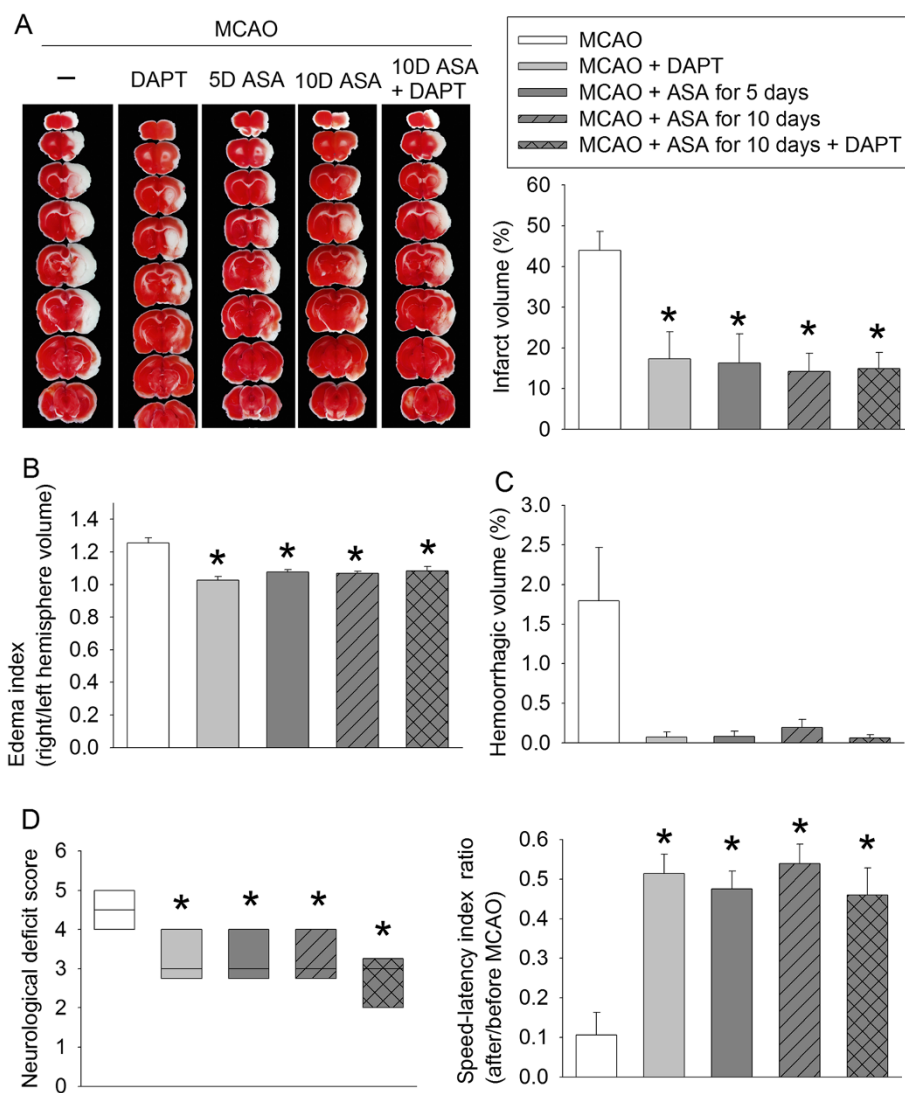 A
MCAO
–
DAPT
5D ASA
10D ASA
10D ASA
+ DAPT
MCAO
MCAO + DAPT
MCAO + ASA for 5 days
MCAO + ASA for 10 days
MCAO + ASA for 10 days + DAPT
Infarct volume (%)
60
50
40
30
20
10
0
*
*
*
*
B
Edema index
(right/left hemisphere volume)
1.4
1.2
1.0
0.8
0.6
0.4
0.2
0.0
*
*
*
*
C
Hemoorrhagic volume (%)
3.0
2.5
2.0
1.5
1.0
0.5
0.0
D
Neurological deficit score
6
5
4
3
2
1
0
*
*
*
*
Speed-latency index ratio
(after/before MCAO)
0.6
0.5
0.4
0.3
0.2
0.1
0.0
*
*
*
*